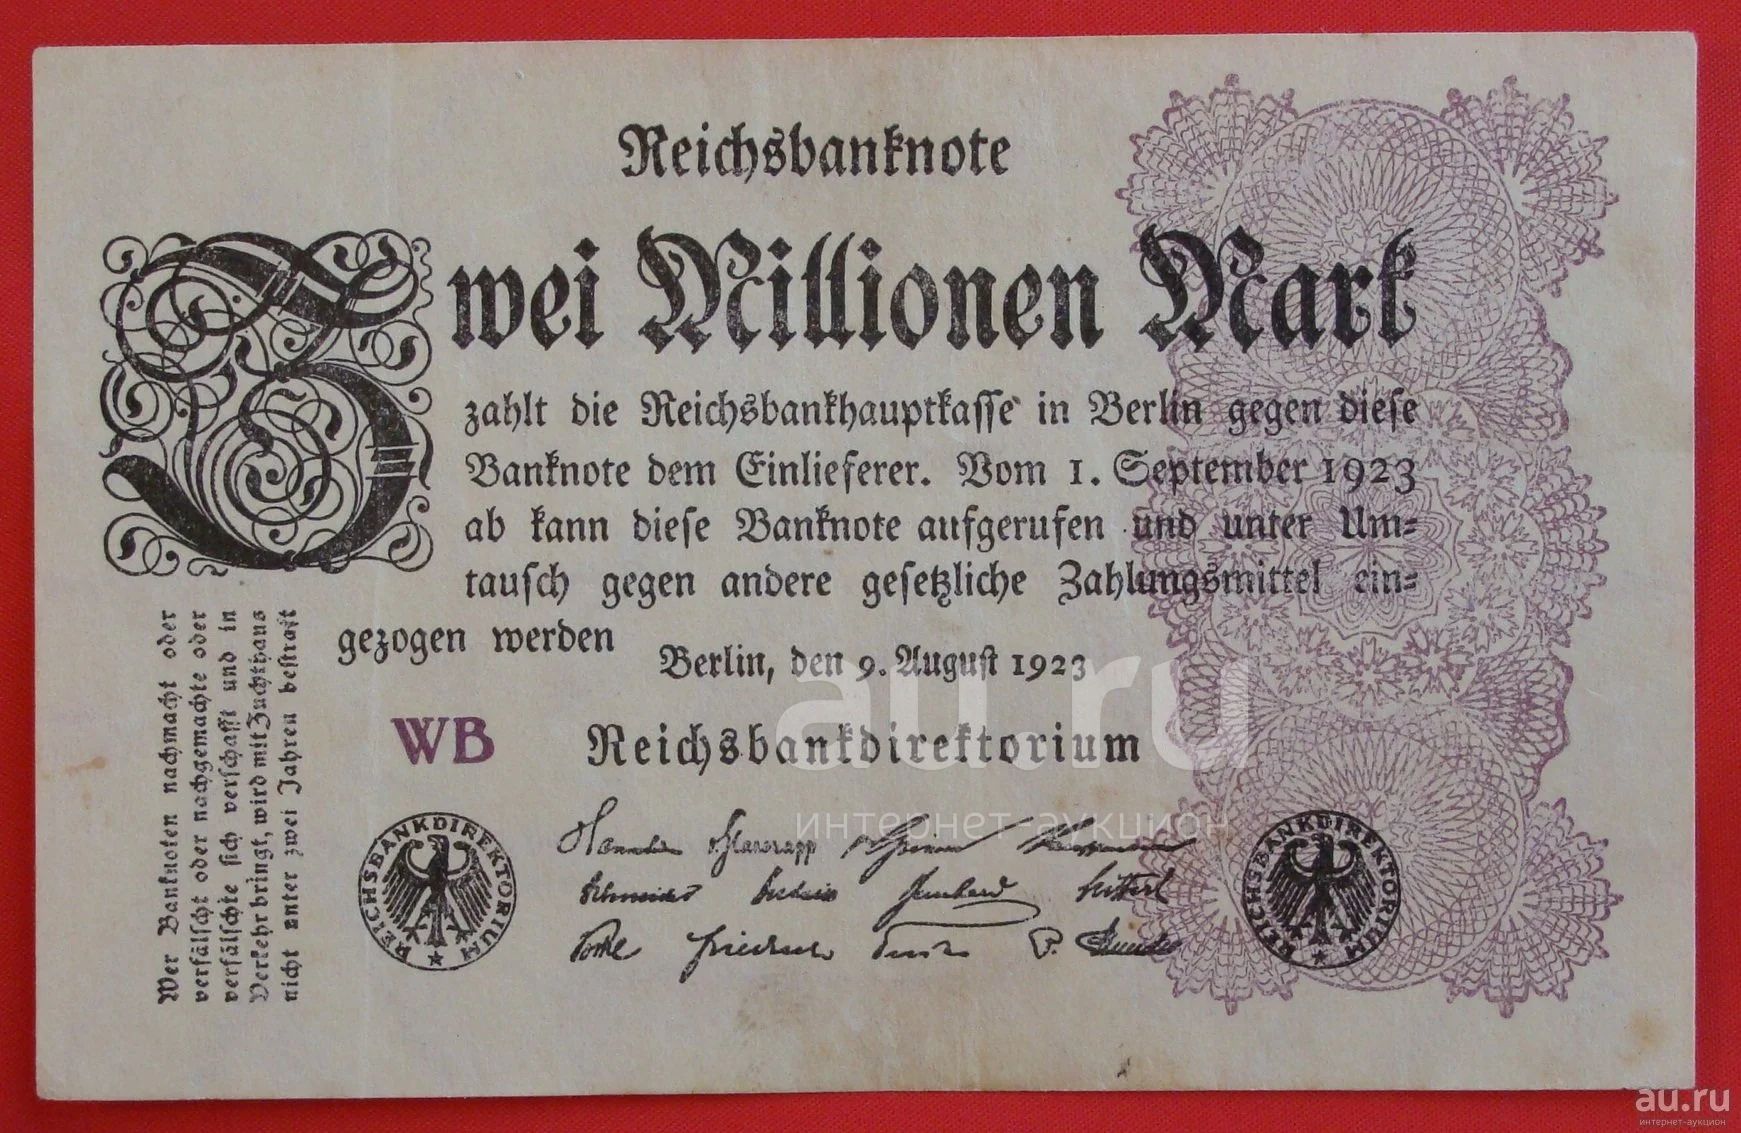 Reichsbanknote
Zwei Millionen Mark
zahlt die Reichsbankhauptkasse in Berlin gegen diese
Banknote dem Einlieferer. Vom 1. September 1923
ab kann diese Banknote aufgerufen und unter Um=
tausch gegen andere gesetzliche Zahlungsmittel ein=
gezogen werden
Berlin, den 9. August 1923
WB Reichsbankdirektorium
REICHSBANKDIREKTORIUM
REICHSBANKDIREKTORIUM
Wer Banknoten nachmacht oder
verfälscht oder nachgemachte oder
verfälschte sich verschafft und in
Verkehr bringt, wird mit Zuchthaus
nicht unter zwei Jahren bestraft
au.ru
интернет-аукцион
au.ru
интернет-аукцион